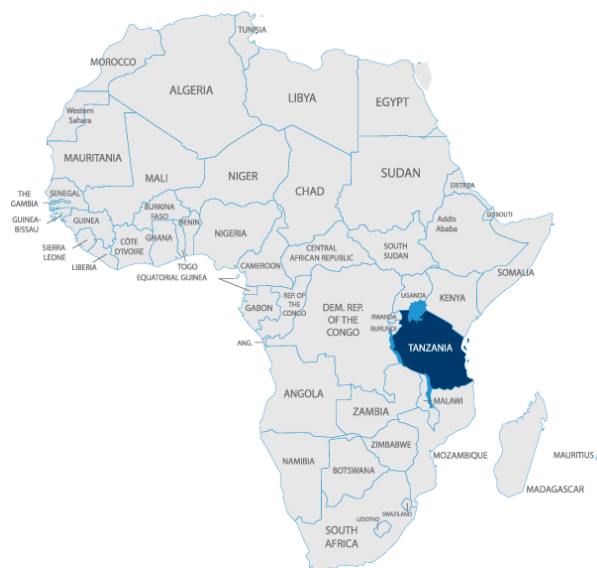 TUNISIA
MOROCCO
ALGERIA
LIBYA
EGYPT
Western
Sahara
MAURITANIA
MALI
NIGER
CHAD
SUDAN
ERITREA
THE
GAMBIA
SENEGAL
BURKINA
FASO
Addis
Ababa
DJIBOUTI
GUINEA-
BISSAU
GUINEA
BENIN
NIGERIA
CÔTE
D'IVOIRE
GHANA
SIERRA
LEONE
LIBERIA
TOGO
EQUATORIAL GUINEA
CAMEROON
CENTRAL
AFRICAN REPUBLIC
SOUTH
SUDAN
SOMALIA
UGANDA
KENYA
GABON
REP. OF
THE
CONGO
DEM. REP.
OF THE
CONGO
RWANDA
BURUNDI
TANZANIA
ANG.
ANGOLA
ZAMBIA
MALAWI
ZIMBABWE
MOZAMBIQUE
MAURITIUS
NAMIBIA
BOTSWANA
MADAGASCAR
SWAZILAND
LESOTHO
SOUTH
AFRICA